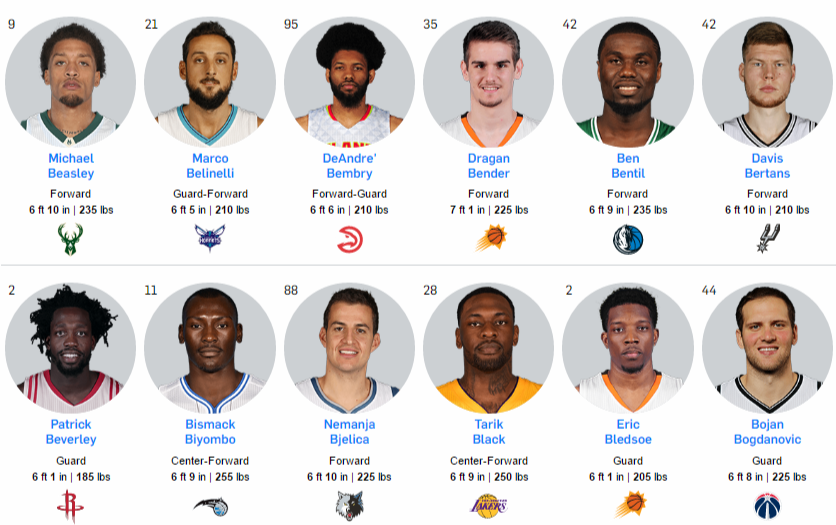 9
21
95
35
42
42
Michael
Beasley
Marco
Belinelli
DeAndre'
Bembry
Dragan
Bender
Ben
Bentil
Davis
Bertans
Forward
Guard-Forward
Forward-Guard
Forward
Forward
Forward
6 ft 10 in | 235 lbs
6 ft 5 in | 210 lbs
6 ft 6 in | 210 lbs
7 ft 1 in | 225 lbs
6 ft 9 in | 235 lbs
6 ft 10 in | 210 lbs
HORNETS
2
11
88
28
2
44
Patrick
Beverley
Bismack
Biyombo
Nemanja
Bjelica
Tarik
Black
Eric
Bledsoe
Bojan
Bogdanovic
Guard
Center-Forward
Forward
Center-Forward
Guard
Guard
6 ft 1 in | 185 lbs
6 ft 9 in | 255 lbs
6 ft 10 in | 225 lbs
6 ft 9 in | 250 lbs
6 ft 1 in | 205 lbs
6 ft 8 in | 225 lbs
R
LAKERS